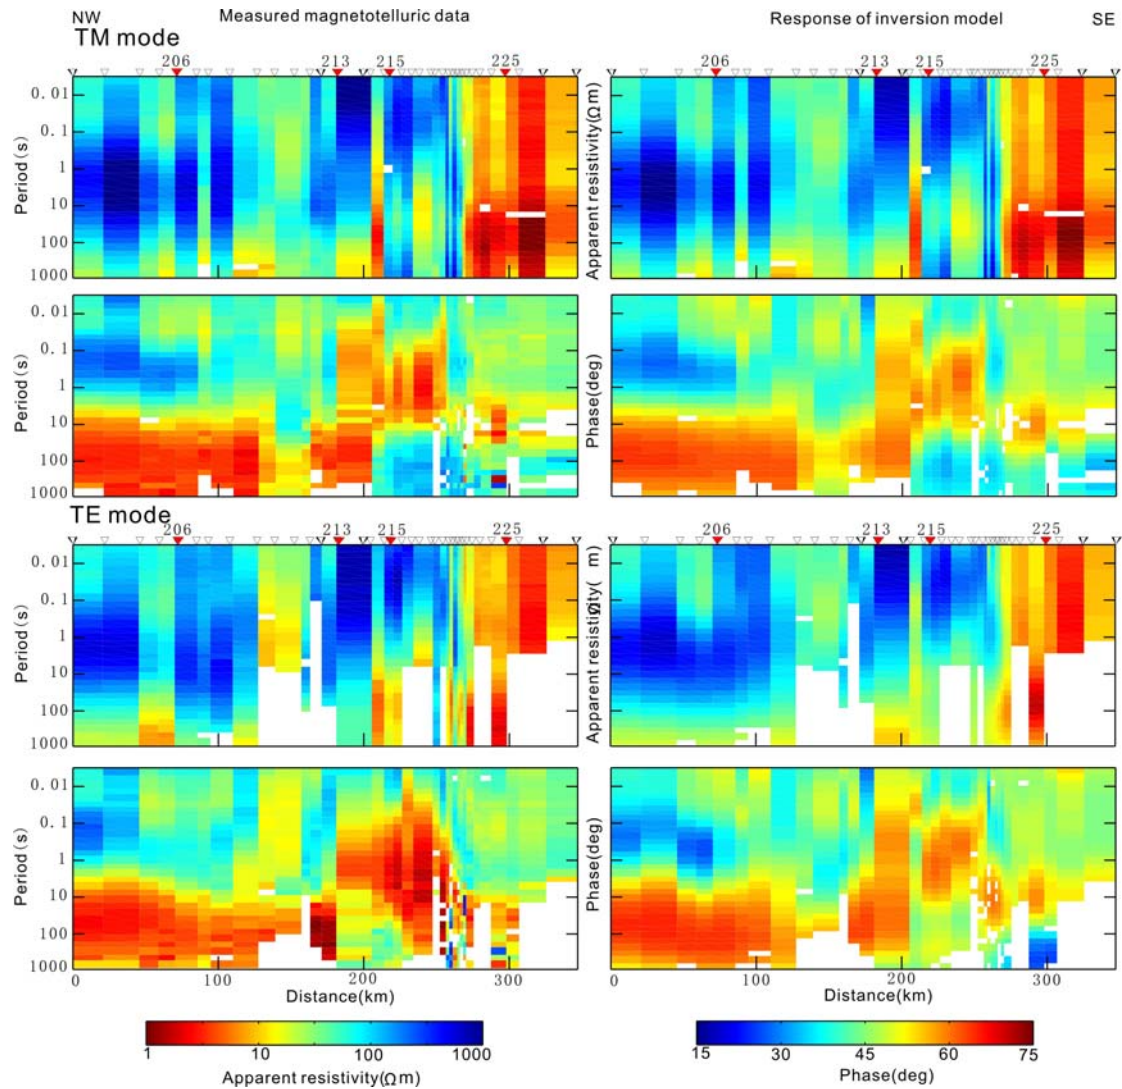 NW Measured magnetotelluric data Response of inversion model SE
TM mode
206 213 215 225 206 213 215 225
Period(s) 0.01 0.1 1 10 100 1000
Apparent resistivity(Ωm)
Period(s) 0.01 0.1 1 10 100 1000
Phase(deg
TE mode
206 213 215 225 206 213 215 225
Period(s) 0.01 0.1 1 10 100 1000
Apparent resistivity(Ω m)
Period(s) 0.01 0.1 1 10 100 1000
Phase(deg)
0 100 200 300 0 100 200 300
Distance(km) Distance(km)
1 10 100 1000 15 30 45 60 75
Apparent resistivity(Ωm) Phase(deg)